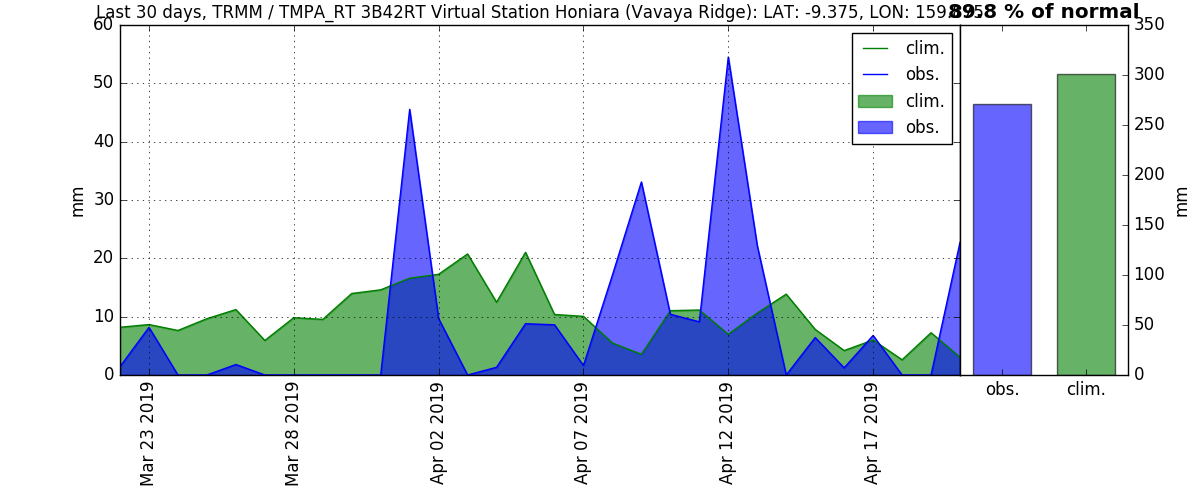 Last 30 days, TRMM / TMPA_RT 3B42RT Virtual Station Honiara (Vavaya Ridge): LAT: -9.375, LON:
89.8 % of normal
60
50
40
30
20
10
0
mm
clim.
obs.
clim.
obs.
Mar 23 2019
Mar 28 2019
Apr 02 2019
Apr 07 2019
Apr 12 2019
Apr 17 2019
350
300
250
200
150
100
50
0
mm
obs.
clim.